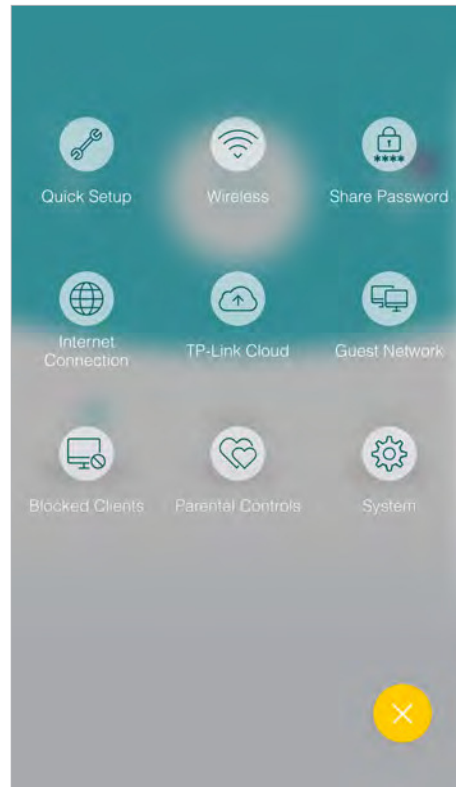 Quick Setup
Wireless
Share Password
****
Internet
Connection
TP-Link Cloud
Guest Network
Blocked Clients
Parental Controls
System